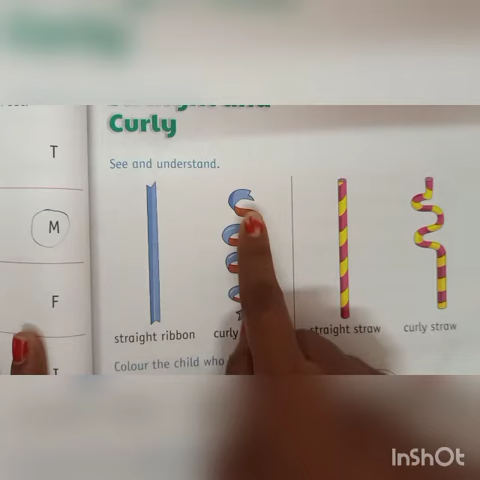 Curly
See and understand.
T
M
F
straight ribbon
curly
straight straw
curly straw
Colour the child who
InShOt